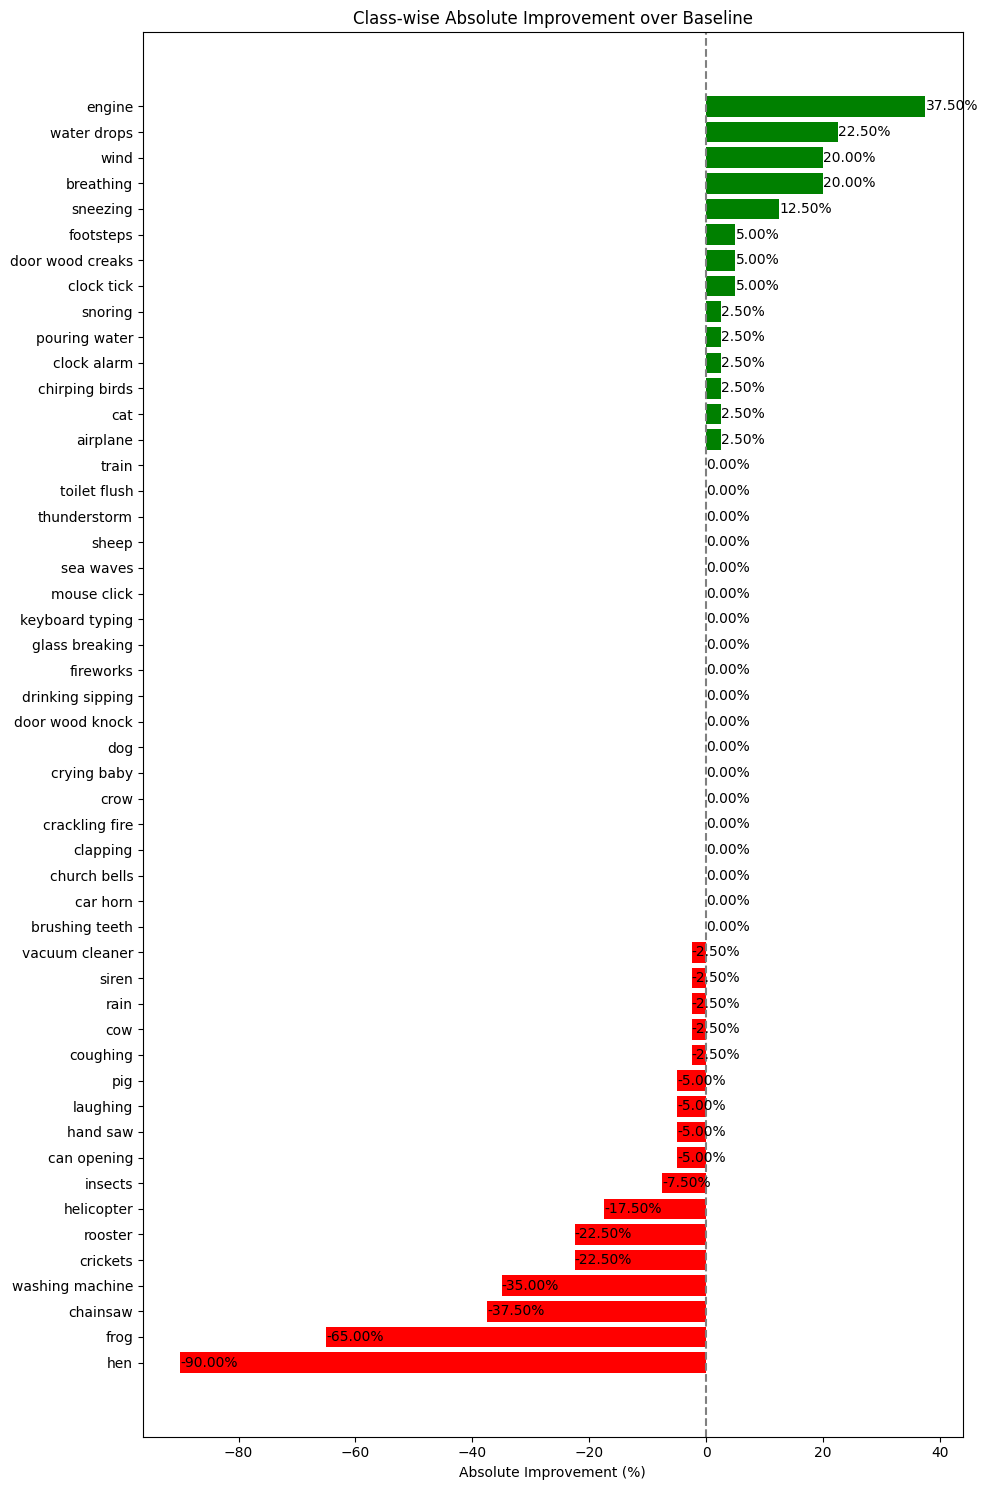 Class-wise Absolute Improvement over Baseline
engine 37.50%
water drops 22.50%
wind 20.00%
breathing 20.00%
sneezing 12.50%
footsteps 5.00%
door wood creaks 5.00%
clock tick 5.00%
snoring 2.50%
pouring water 2.50%
clock alarm 2.50%
chirping birds 2.50%
cat 2.50%
airplane 2.50%
train 0.00%
toilet flush 0.00%
thunderstorm 0.00%
sheep 0.00%
sea waves 0.00%
mouse click 0.00%
keyboard typing 0.00%
glass breaking 0.00%
fireworks 0.00%
drinking sipping 0.00%
door wood knock 0.00%
dog 0.00%
crying baby 0.00%
crow 0.00%
crackling fire 0.00%
clapping 0.00%
church bells 0.00%
car horn 0.00%
brushing teeth 0.00%
vacuum cleaner -2.50%
siren -2.50%
rain -2.50%
cow -2.50%
coughing -2.50%
pig -5.00%
laughing -5.00%
hand saw -5.00%
can opening -5.00%
insects -7.50%
helicopter -17.50%
rooster -22.50%
crickets -22.50%
washing machine -35.00%
chainsaw -37.50%
frog -65.00%
hen -90.00%
−80 −60 −40 −20 0 20 40
Absolute Improvement (%)